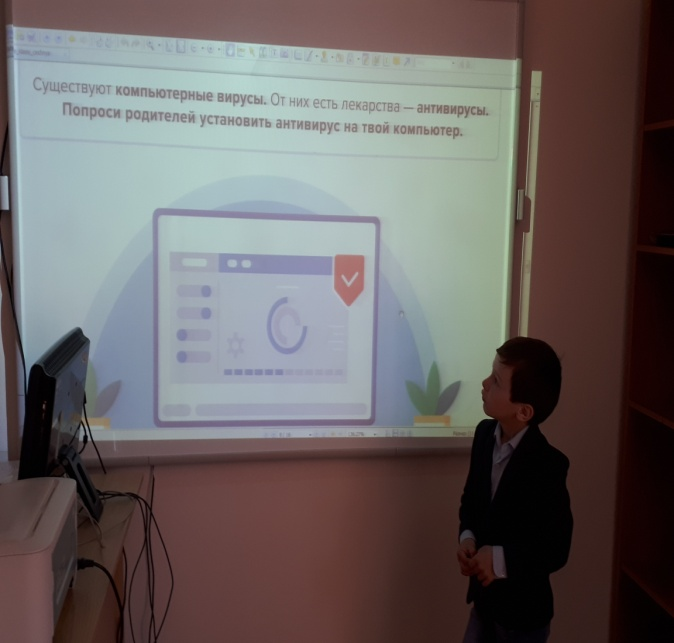 Существуют компьютерные вирусы. От них есть лекарства — антивирусы.
Попроси родителей установить антивирус на твой компьютер.